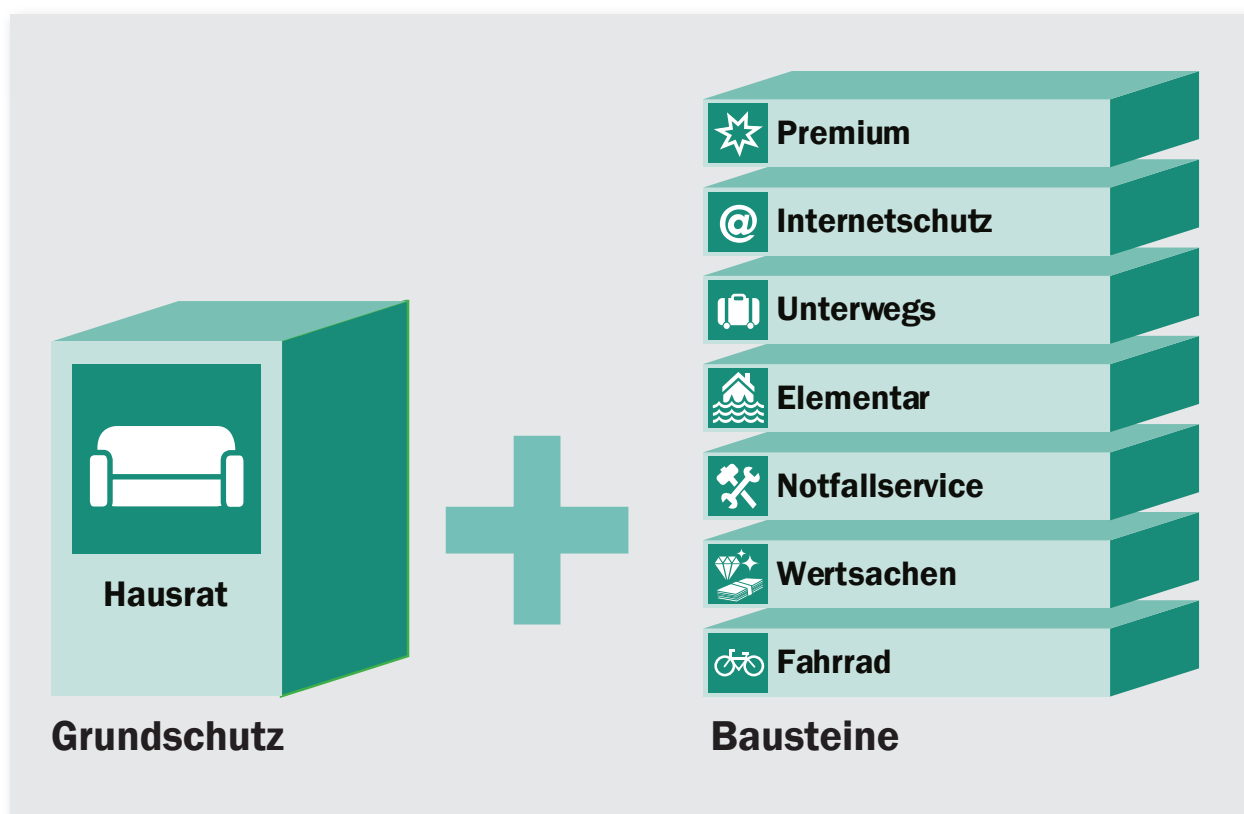 Hausrat
Grundschutz
Premium
@ Internetschutz
Unterwegs
Elementar
Notfallservice
Wertsachen
Fahrrad
Bausteine